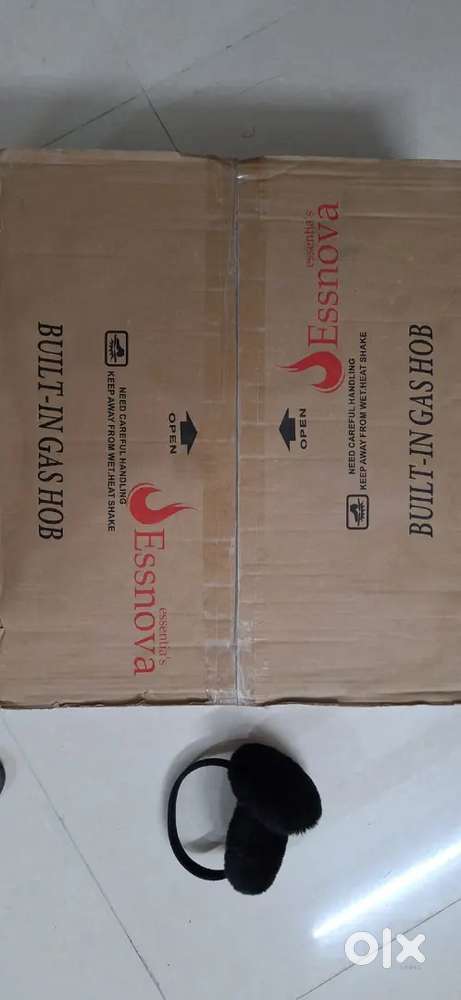 essentia's
Essnova
OPEN
NEED CAREFUL HANDLING
KEEP AWAY FROM WET.HEAT SHAKE
BUILT-IN GAS HOB
essentia's
Essnova
OPEN
NEED CAREFUL HANDLING
KEEP AWAY FROM WET.HEAT SHAKE
BUILT-IN GAS HOB
olx